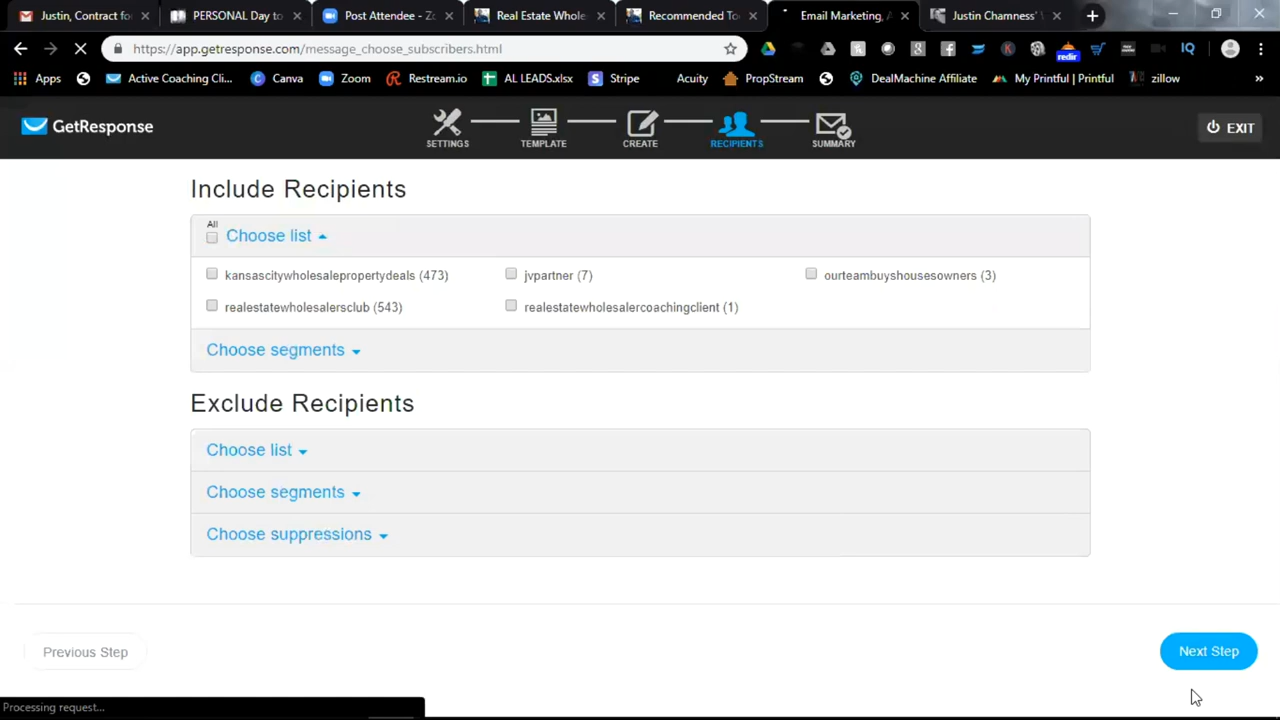 Justin, Contract fo
PERSONAL Day to
Post Attendee - Zo
Real Estate Whole
Recommended To
Email Marketing, A
Justin Chamness'
https://app.getresponse.com/message_choose_subscribers.html
redir
IQ
Apps
Active Coaching Cli...
Canva
Zoom
Restream.io
AL LEADS.xlsx
Stripe
Acuity
PropStream
DealMachine Affiliate
My Printful | Printful
zillow
»
GetResponse
SETTINGS
TEMPLATE
CREATE
RECIPIENTS
SUMMARY
EXIT
Include Recipients
All
Choose list
kansascitywholesalepropertydeals (473)
jvpartner (7)
ourteambuyshousesowners (3)
realestatewholesalersclub (543)
realestatewholesalercoachingclient (1)
Choose segments
Exclude Recipients
Choose list
Choose segments
Choose suppressions
Previous Step
Next Step
Processing request...